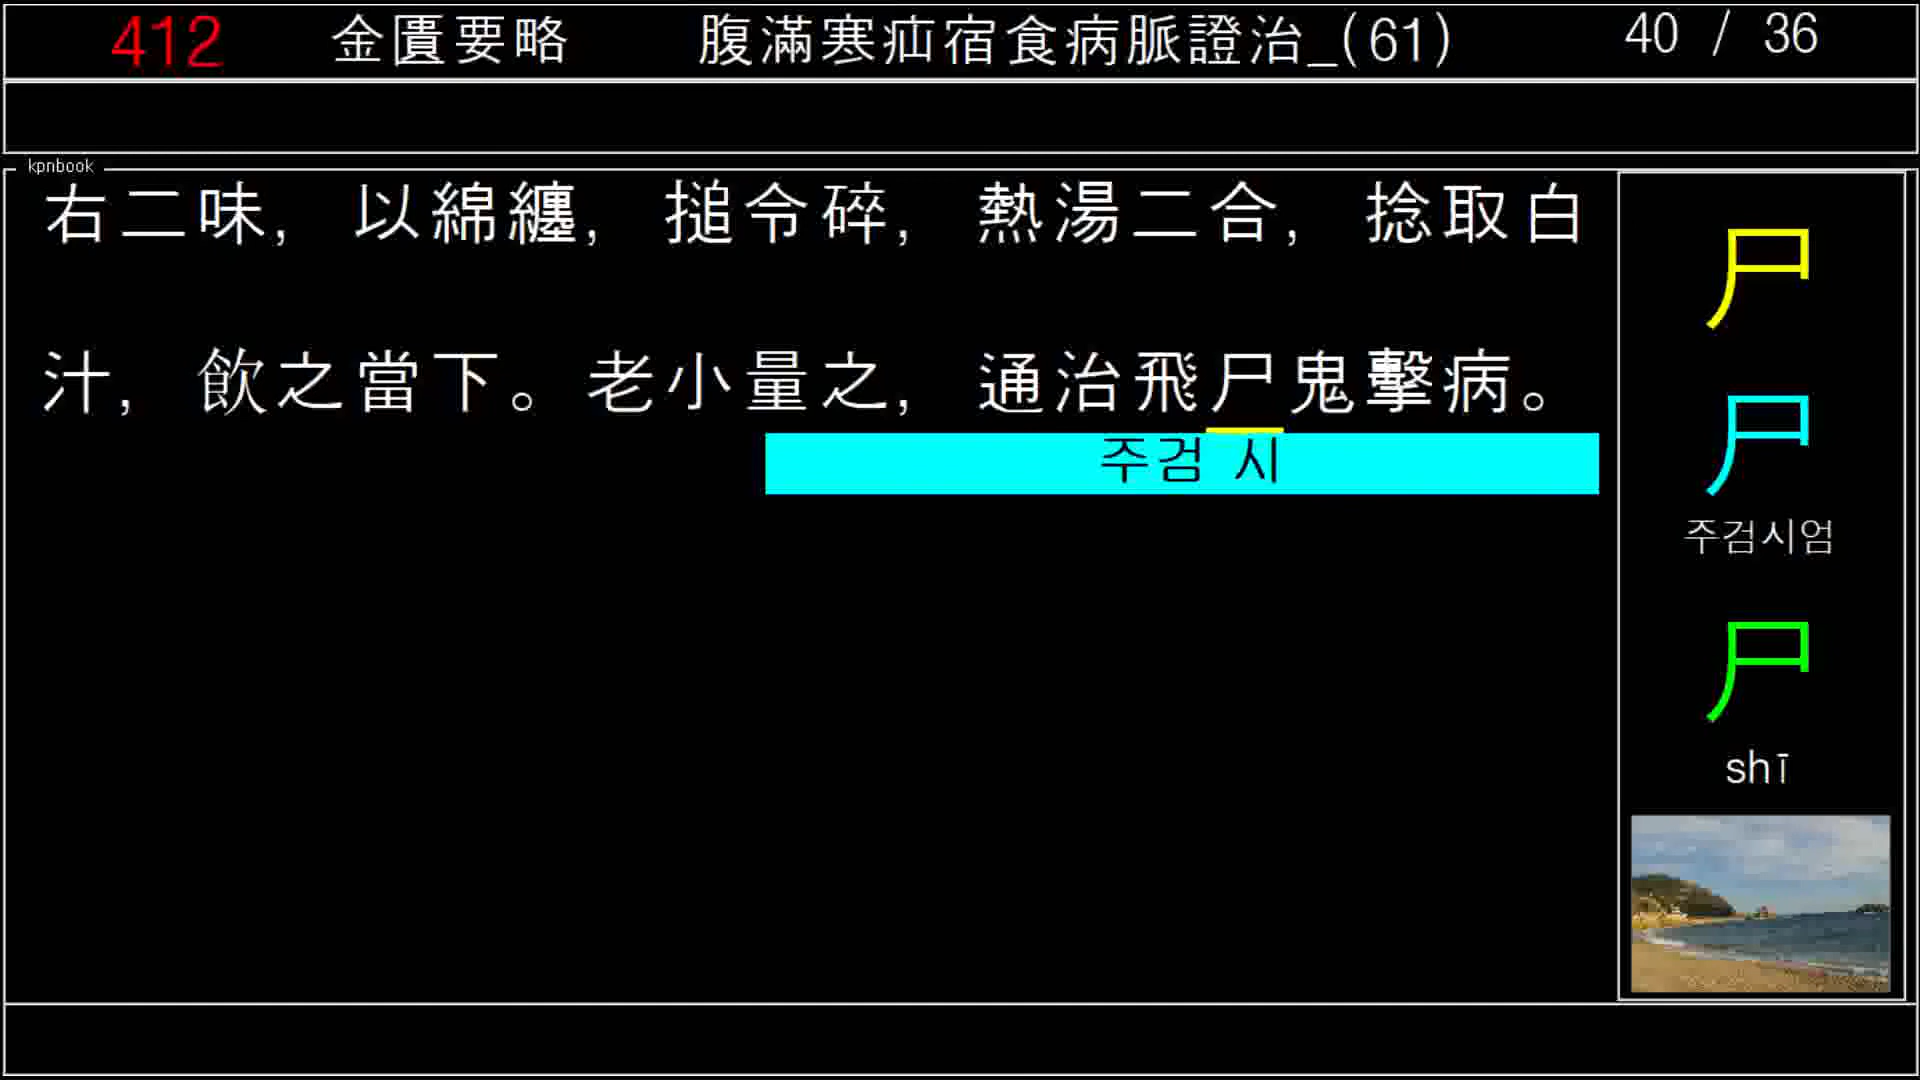 412 金匱要略 腹滿寒疝宿食病脈證治_(61) 40 / 36
kpnbook
右二味, 以綿纏, 搥令碎, 熱湯二合, 捻取白
汁, 飮之當下。老小量之, 通治飛尸鬼擊病。
주검 시
尸
尸
주검시엄
尸
shī